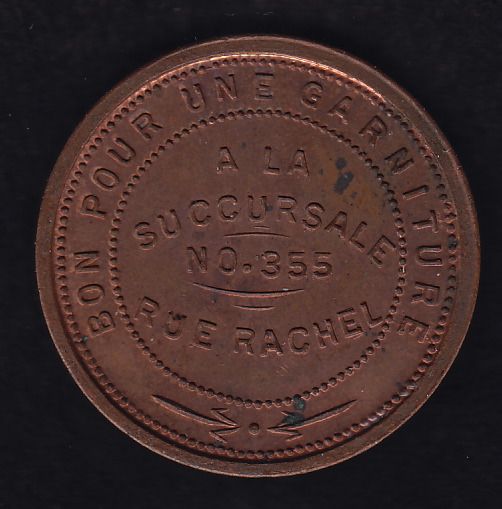 BON POUR UNE GARNITURE
A LA
SUCCURSALE
NO. 355
RUE RACHEL